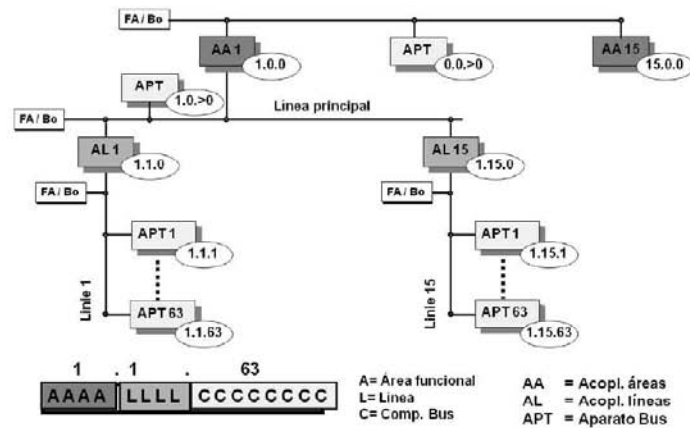 FA / Bo
AA 1
1.0.0
APT
0.0.>0
AA 15
15.0.0
APT
1.0.>0
Linea principal
FA / Bo
AL 1
1.1.0
AL 15
1.15.0
FA / Bo
FA / Bo
APT 1
1.1.1
APT 1
1.15.1
Linie 1
Linie 15
APT 63
1.1.63
APT 63
1.15.63
1 . 1 . 63
AAAA LLLL CCCCCCCC
A= Área funcional
L= Linea
C= Comp. Bus
AA = Acopl. áreas
AL = Acopl. líneas
APT = Aparato Bus